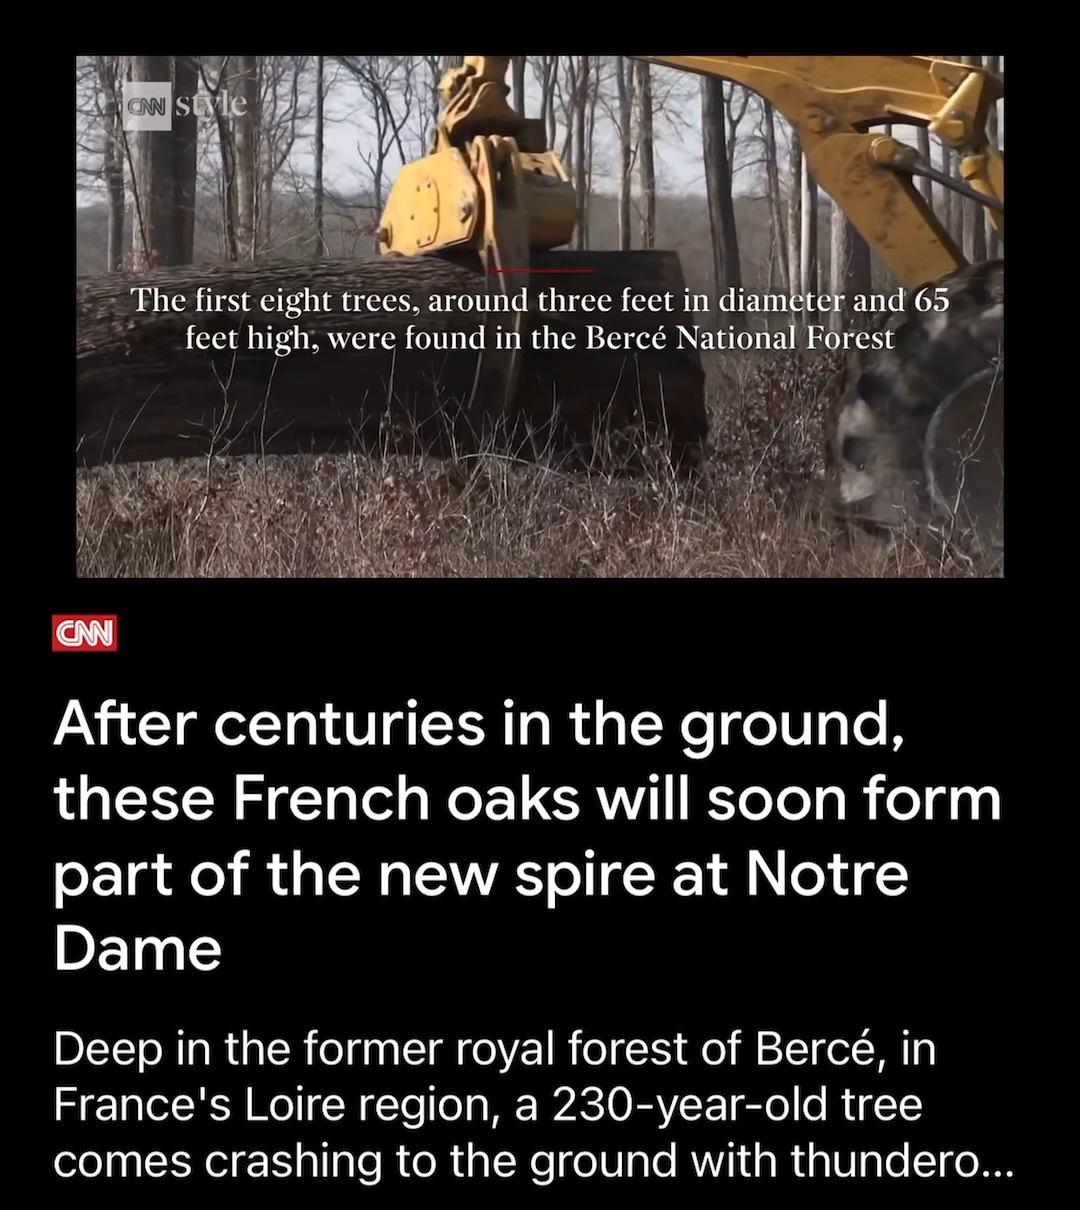 CNN style
The first eight trees, around three feet in diameter and 65
feet high, were found in the Bercé National Forest
CNN
After centuries in the ground,
these French oaks will soon form
part of the new spire at Notre
Dame
Deep in the former royal forest of Bercé, in
France's Loire region, a 230-year-old tree
comes crashing to the ground with thundero...